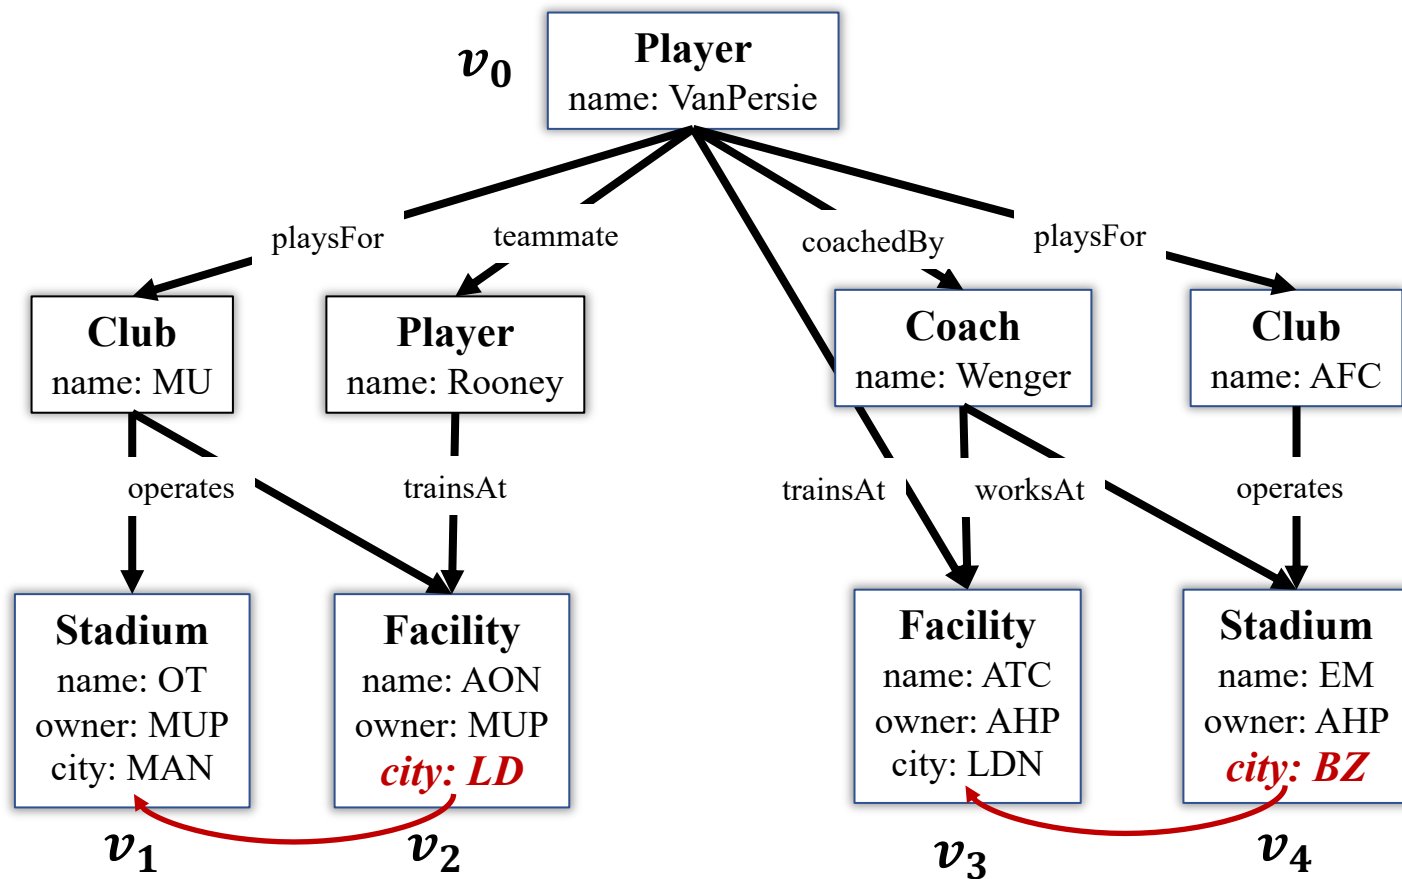 v₀
Player
name: VanPersie
playsFor
teammate
coachedBy
playsFor
Club
name: MU
Player
name: Rooney
Coach
name: Wenger
Club
name: AFC
operates
trainsAt
trainsAt
worksAt
operates
Stadium
name: OT
owner: MUP
city: MAN
Facility
name: AON
owner: MUP
city: LD
Facility
name: ATC
owner: AHP
city: LDN
Stadium
name: EM
owner: AHP
city: BZ
v₁
v₂
v₃
v₄